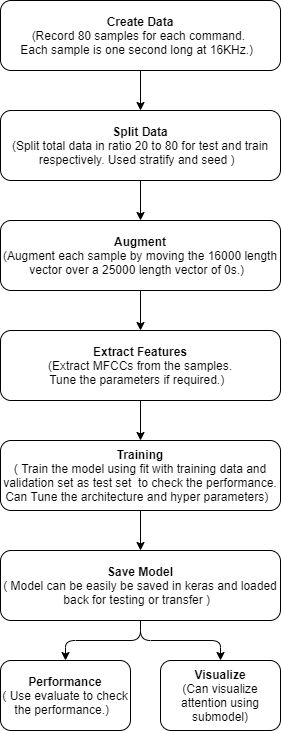 Create Data
(Record 80 samples for each command.
Each sample is one second long at 16KHz.)
Split Data
(Split total data in ratio 20 to 80 for test and train
respectively. Used stratify and seed )
Augment
(Augment each sample by moving the 16000 length
vector over a 25000 length vector of 0s.)
Extract Features
(Extract MFCCs from the samples.
Tune the parameters if required.)
Training
( Train the model using fit with training data and
validation set as test set to check the performance.
Can Tune the architecture and hyper parameters)
Save Model
( Model can be easily be saved in keras and loaded
back for testing or transfer )
Performance
( Use evaluate to check
the performance.)
Visualize
(Can visualize
attention using
submodel)